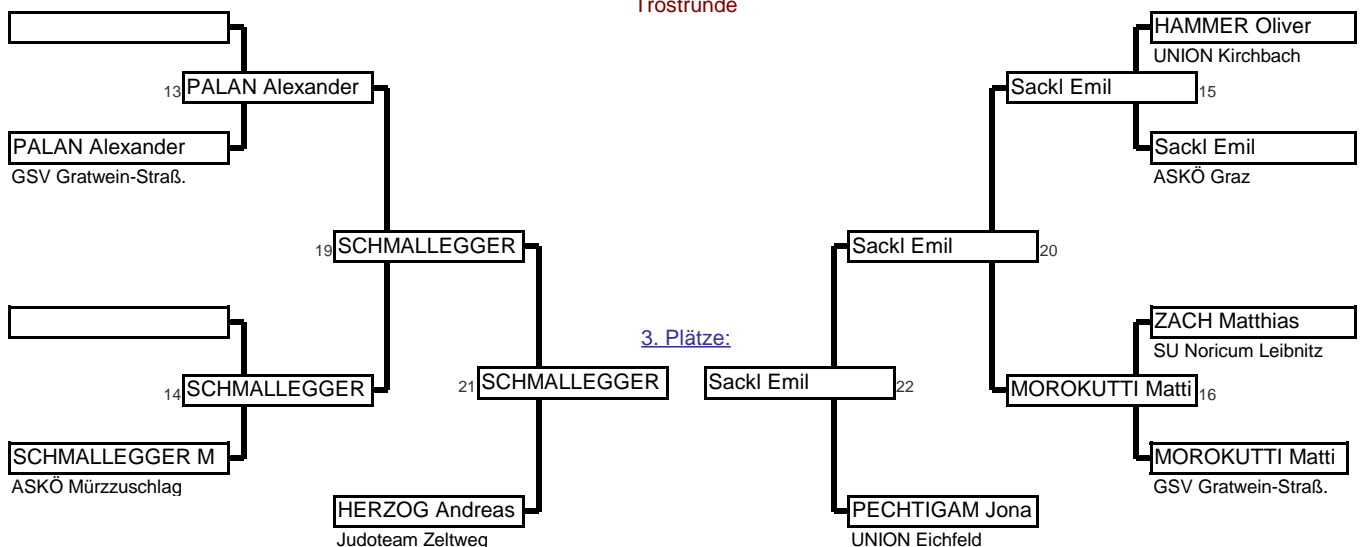 Trostrunde
HAMMER Oliver
UNION Kirchbach
13 PALAN Alexander
Sackl Emil 15
PALAN Alexander
GSV Gratwein-Straß.
Sackl Emil
ASKÖ Graz
19 SCHMALLEGGER
Sackl Emil 20
ZACH Matthias
SU Noricum Leibnitz
3. Plätze:
14 SCHMALLEGGER
21 SCHMALLEGGER
Sackl Emil 22
MOROKUTTI Matti 16
SCHMALLEGGER M
ASKÖ Mürzzuschlag
MOROKUTTI Matti
GSV Gratwein-Straß.
HERZOG Andreas
Judoteam Zeltweg
PECHTIGAM Jona
UNION Eichfeld